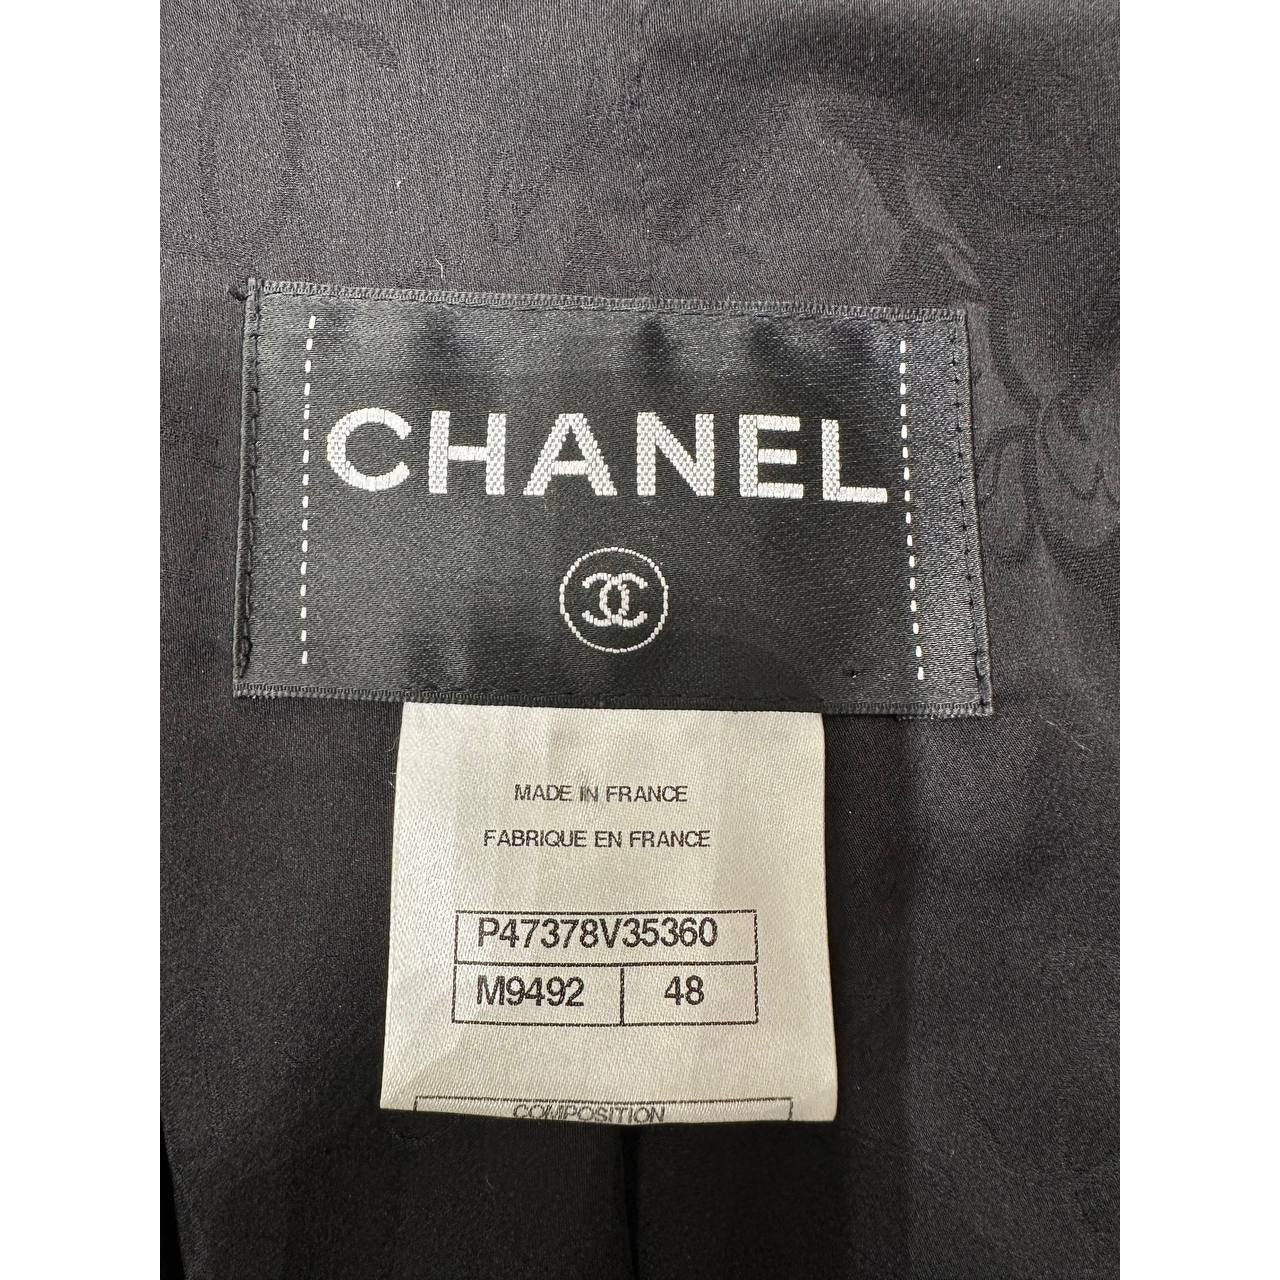 CHANEL
MADE IN FRANCE
FABRIQUE EN FRANCE
P47378V35360
M9492 48
COMPOSITION